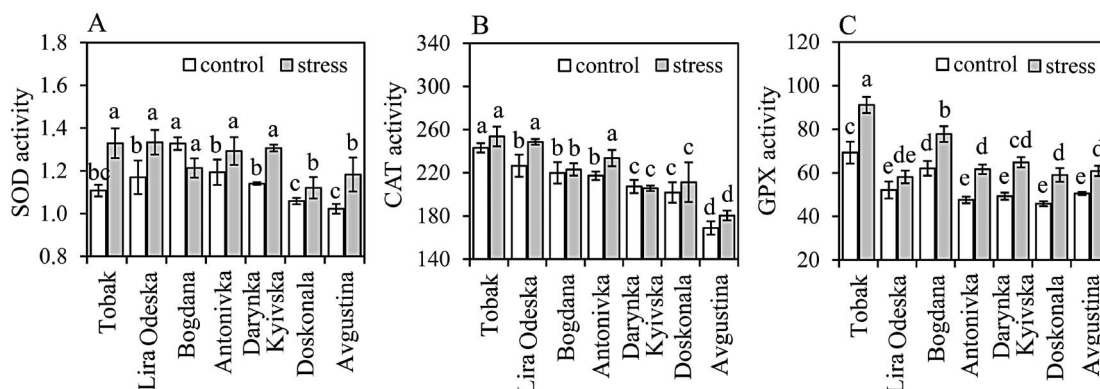 A
SOD activity
1.8
1.6
1.4
1.2
1.0
0.8
control stress
bc a b a a a b a b a c b c b
Tobak
Lira Odeska
Bogdana
Antonivka
Darynka
Kyivska
Doskonala
Avgustina
B
CAT activity
340
300
260
220
180
140
control stress
a a b a b b b a c c c c d d
Tobak
Lira Odeska
Bogdana
Antonivka
Darynka
Kyivska
Doskonala
Avgustina
C
GPX activity
120
100
80
60
40
20
control stress
c a e de d b e d e cd e d e d
Tobak
Lira Odeska
Bogdana
Antonivka
Darynka
Kyivska
Doskonala
Avgustina